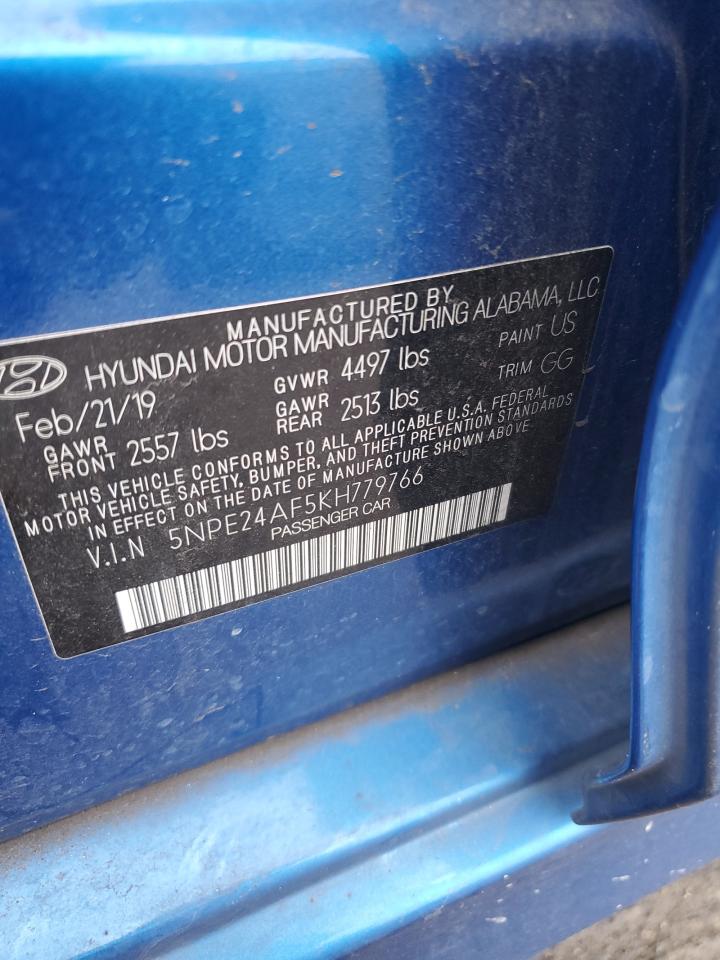 MANUFACTURED BY
HYUNDAI MOTOR MANUFACTURING ALABAMA, LLC
Feb/21/19 GVWR 4497 lbs PAINT US
GAWR FRONT 2557 lbs GAWR REAR 2513 lbs TRIM GG
THIS VEHICLE CONFORMS TO ALL APPLICABLE U.S.A. FEDERAL
MOTOR VEHICLE SAFETY, BUMPER, AND THEFT PREVENTION STANDARDS
IN EFFECT ON THE DATE OF MANUFACTURE SHOWN ABOVE
V.I.N 5NPE24AF5KH779766
PASSENGER CAR